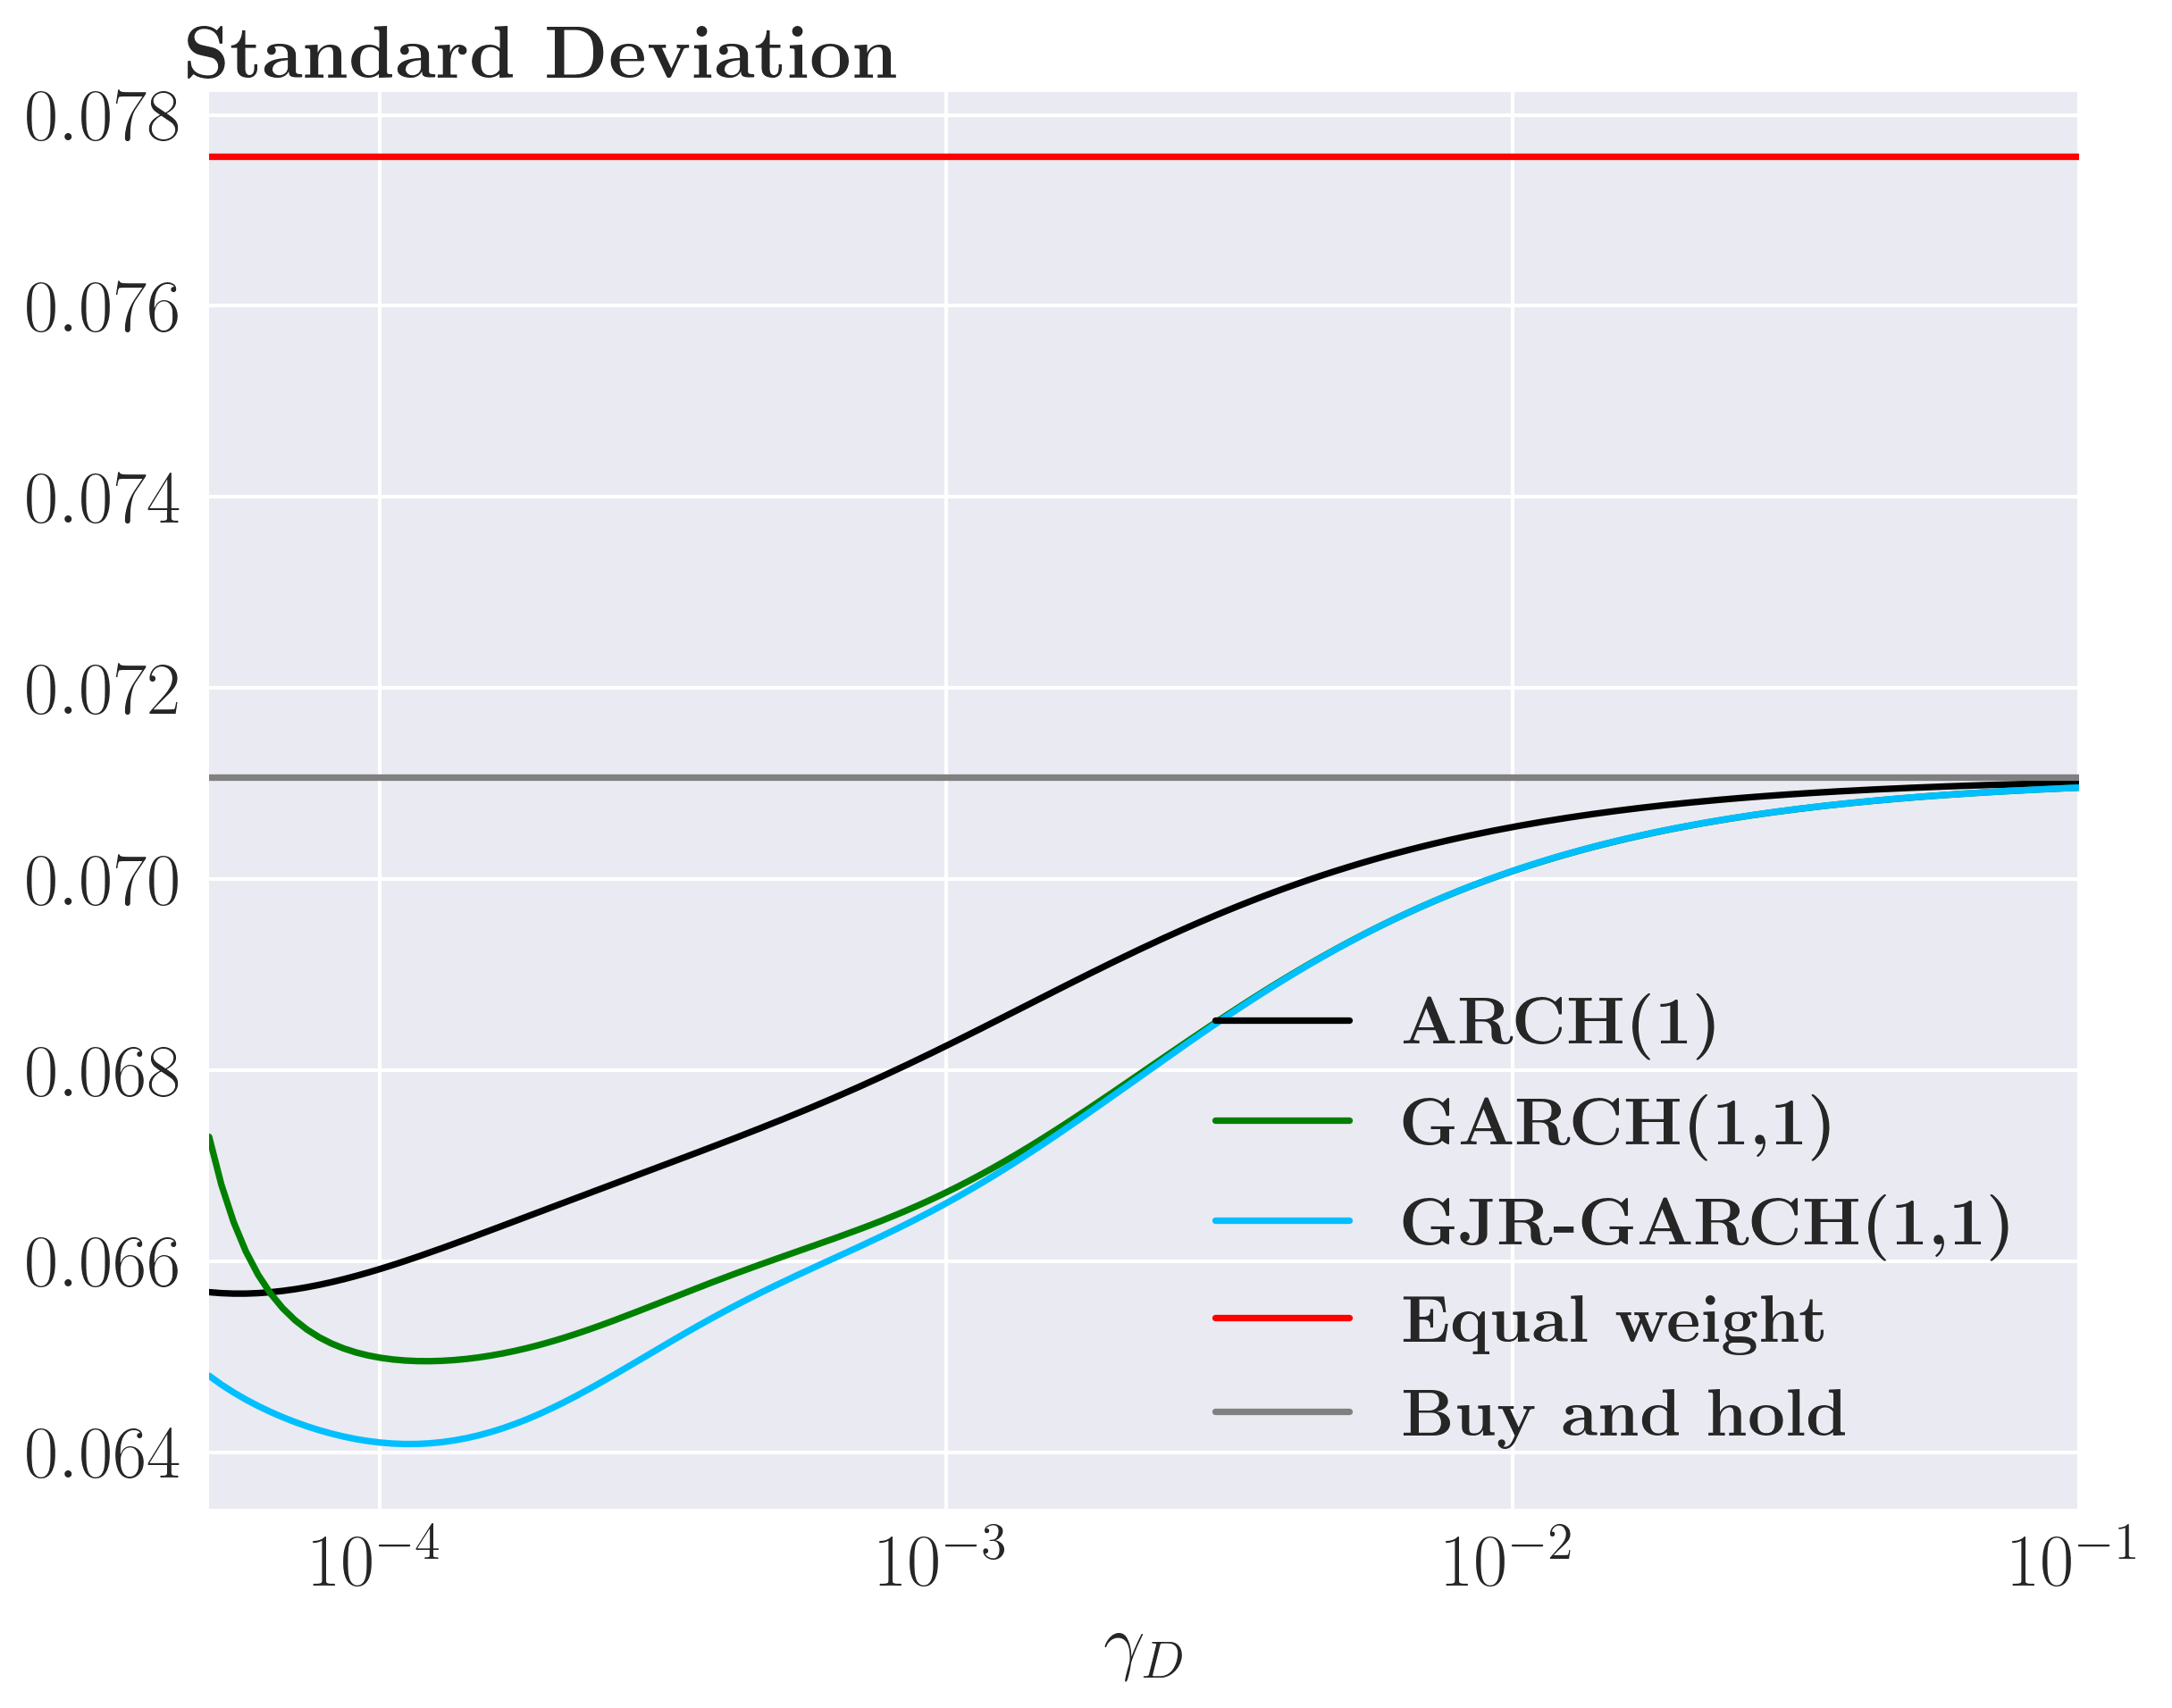 Standard Deviation
0.078
0.076
0.074
0.072
0.070
0.068
0.066
0.064
ARCH(1)
GARCH(1,1)
GJR-GARCH(1,1)
Equal weight
Buy and hold
10⁻⁴ 10⁻³ 10⁻² 10⁻¹
γ_D